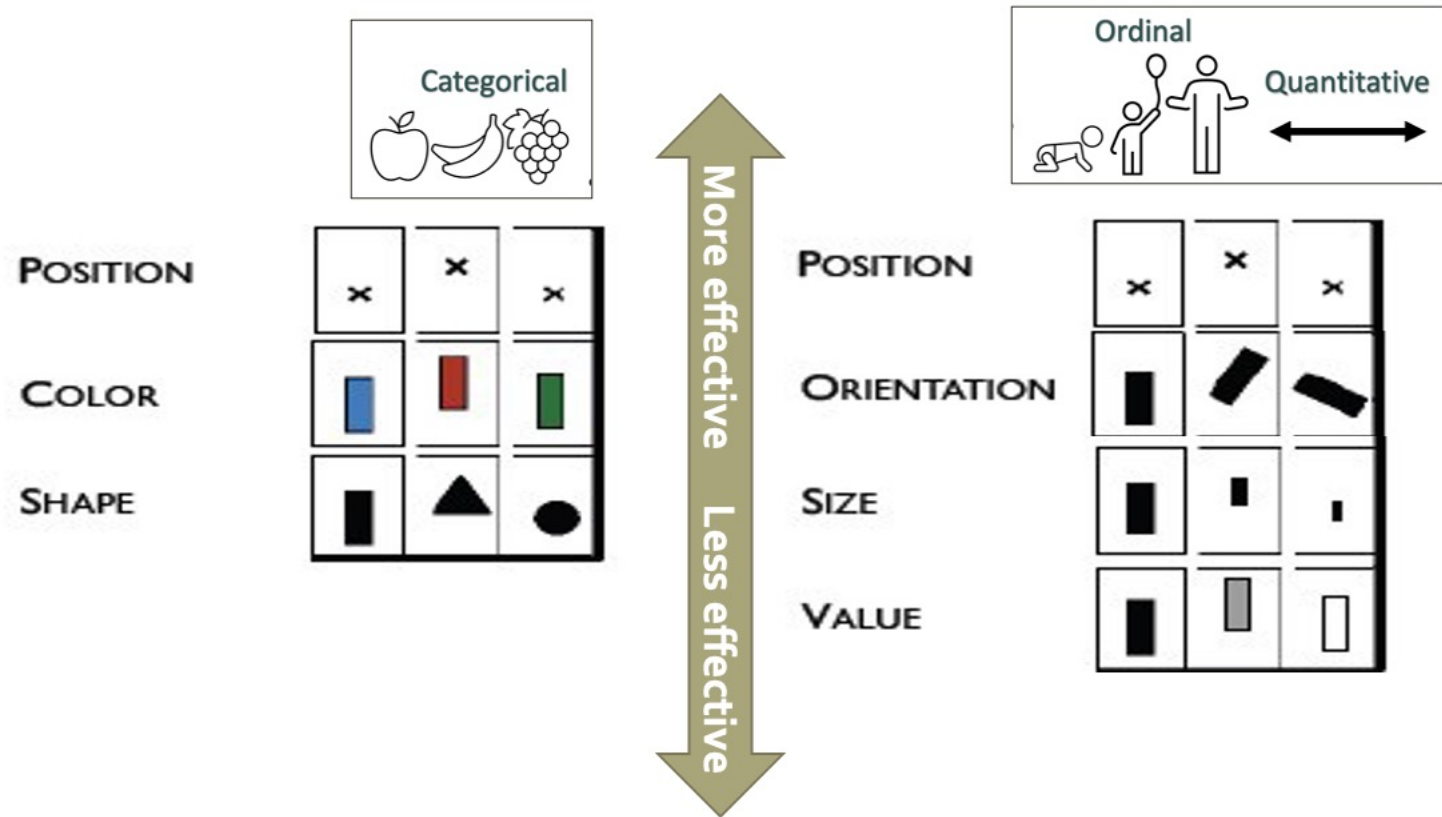 Categorical
Ordinal
Quantitative
More effective Less effective
POSITION
COLOR
SHAPE
POSITION
ORIENTATION
SIZE
VALUE